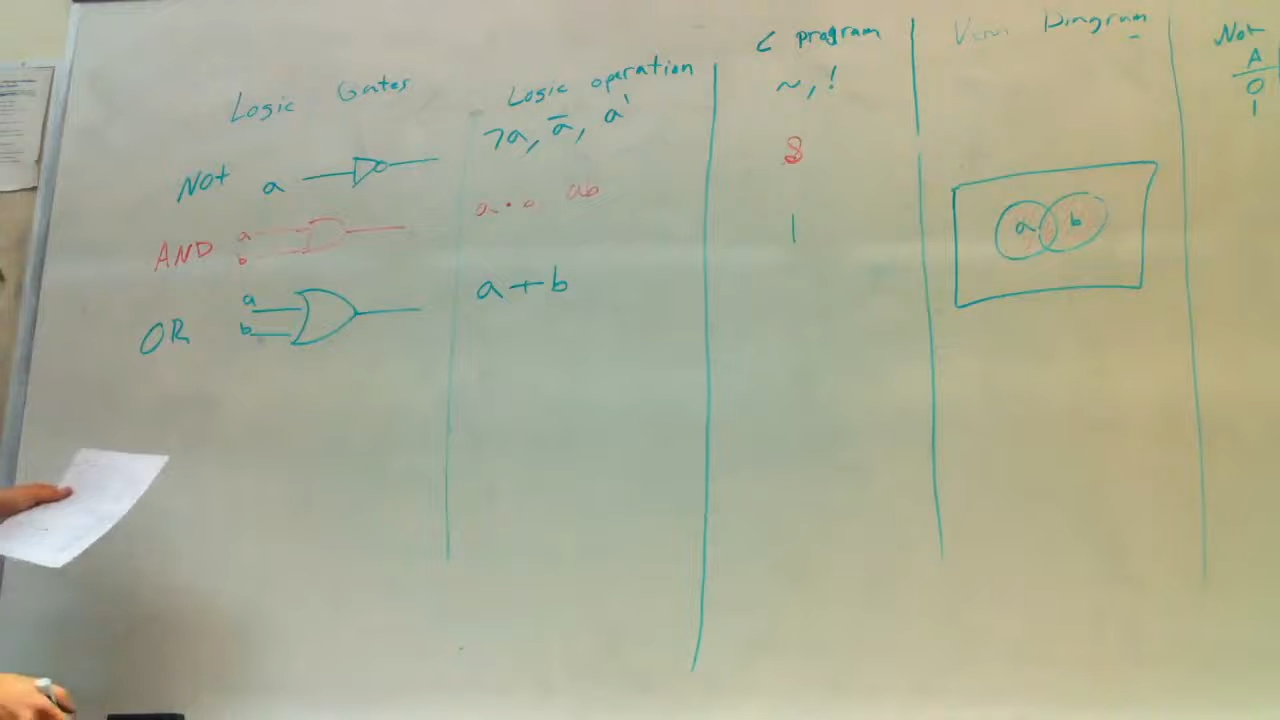 Logic Gates
Logic operation
C program
Venn Diagram
Not
A
0
1
NOT a
¬a, a̅, a'
~, !
AND a
b
a · ab
&
OR a
b
a + b
|
a b